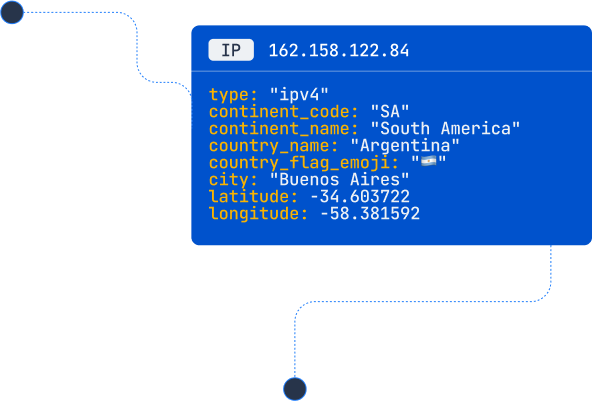 IP 162.158.122.84
type: "ipv4"
continent_code: "SA"
continent_name: "South America"
country_name: "Argentina"
country_flag_emoji: "🇦🇷"
city: "Buenos Aires"
latitude: -34.603722
longitude: -58.381592